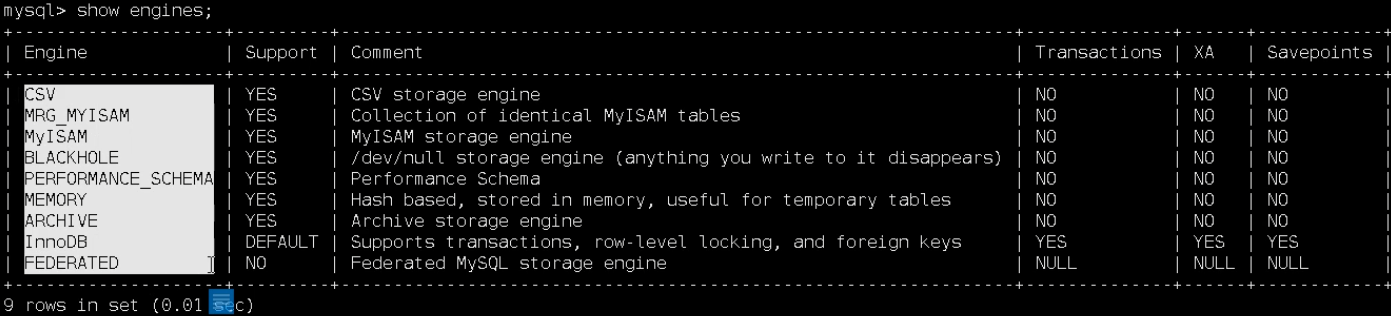 mysql> show engines;
+--------------------+---------+----------------------------------------------------------------+--------------+------+------------+
| Engine | Support | Comment | Transactions | XA | Savepoints |
+--------------------+---------+----------------------------------------------------------------+--------------+------+------------+
| CSV | YES | CSV storage engine | NO | NO | NO |
| MRG_MYISAM | YES | Collection of identical MyISAM tables | NO | NO | NO |
| MyISAM | YES | MyISAM storage engine | NO | NO | NO |
| BLACKHOLE | YES | /dev/null storage engine (anything you write to it disappears) | NO | NO | NO |
| PERFORMANCE_SCHEMA | YES | Performance Schema | NO | NO | NO |
| MEMORY | YES | Hash based, stored in memory, useful for temporary tables | NO | NO | NO |
| ARCHIVE | YES | Archive storage engine | NO | NO | NO |
| InnoDB | DEFAULT | Supports transactions, row-level locking, and foreign keys | YES | YES | YES |
| FEDERATED | NO | Federated MySQL storage engine | NULL | NULL | NULL |
+--------------------+---------+----------------------------------------------------------------+--------------+------+------------+
9 rows in set (0.01 sec)